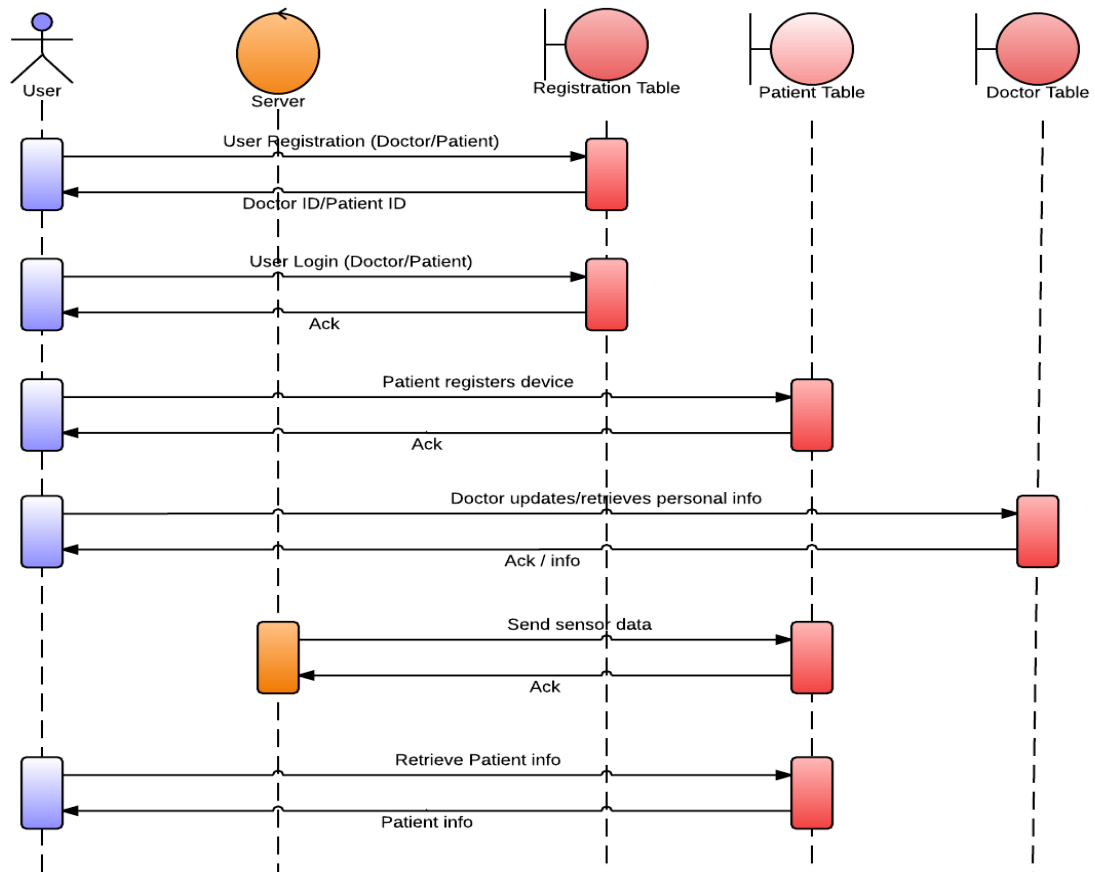 User
Server
Registration Table
Patient Table
Doctor Table
User Registration (Doctor/Patient)
Doctor ID/Patient ID
User Login (Doctor/Patient)
Ack
Patient registers device
Ack
Doctor updates/retrieves personal info
Ack / info
Send sensor data
Ack
Retrieve Patient info
Patient info